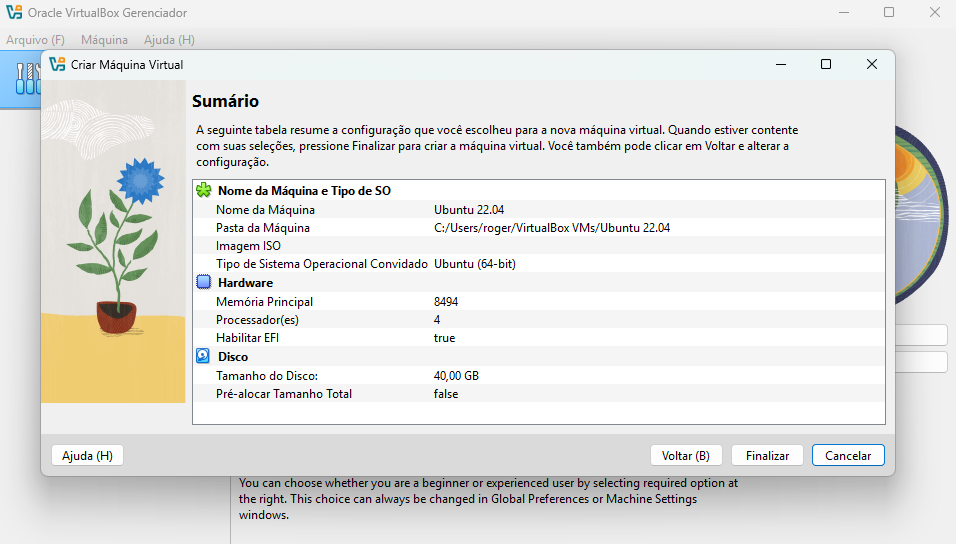 Oracle VirtualBox Gerenciador
Arquivo (F) Máquina Ajuda (H)
Criar Máquina Virtual
Sumário
A seguinte tabela resume a configuração que você escolheu para a nova máquina virtual. Quando estiver contente
com suas seleções, pressione Finalizar para criar a máquina virtual. Você também pode clicar em Voltar e alterar a
configuração.
Nome da Máquina e Tipo de SO
Nome da Máquina Ubuntu 22.04
Pasta da Máquina C:/Users/roger/VirtualBox VMs/Ubuntu 22.04
Imagem ISO
Tipo de Sistema Operacional Convidado Ubuntu (64-bit)
Hardware
Memória Principal 8494
Processador(es) 4
Habilitar EFI true
Disco
Tamanho do Disco: 40,00 GB
Pré-alocar Tamanho Total false
Ajuda (H) Voltar (B) Finalizar Cancelar
You can choose whether you are a beginner or experienced user by selecting required option at
the right. This choice can always be changed in Global Preferences or Machine Settings
windows.